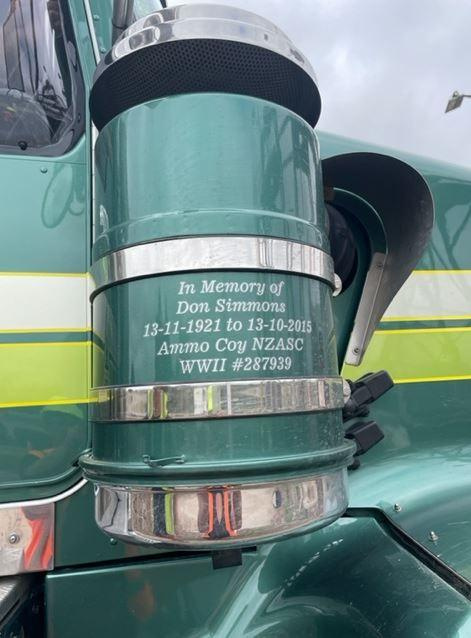 In Memory of
Don Simmons
13-11-1921 to 13-10-2015
Ammo Coy NZASC
WWII #287939